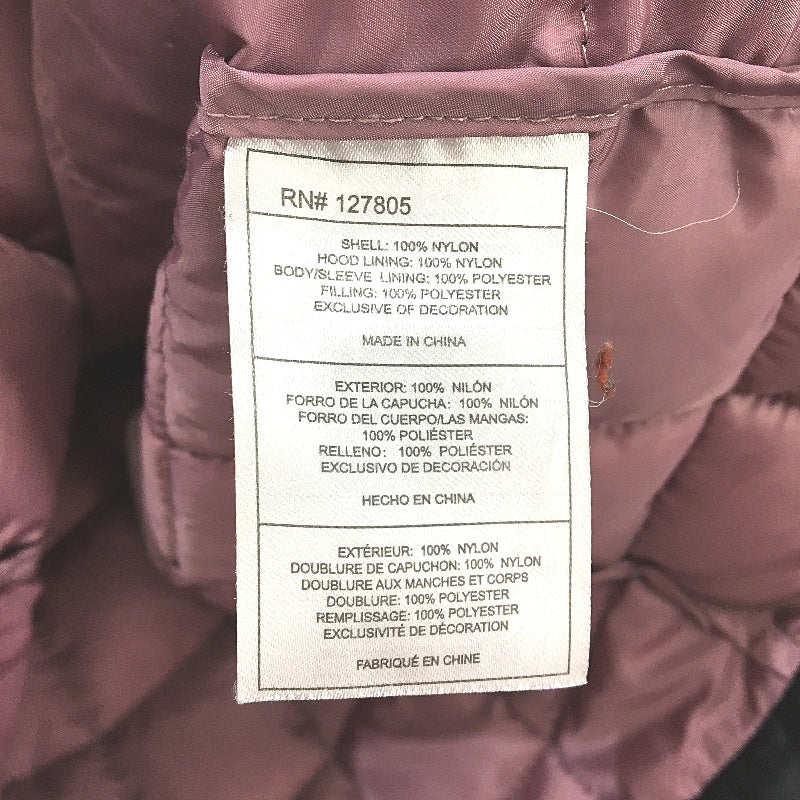 RN# 127805
SHELL: 100% NYLON
HOOD LINING: 100% NYLON
BODY/SLEEVE LINING: 100% POLYESTER
FILLING: 100% POLYESTER
EXCLUSIVE OF DECORATION
MADE IN CHINA
EXTERIOR: 100% NILÓN
FORRO DE LA CAPUCHA: 100% NILÓN
FORRO DEL CUERPO/LAS MANGAS:
100% POLIÉSTER
RELLENO: 100% POLIÉSTER
EXCLUSIVO DE DECORACIÓN
HECHO EN CHINA
EXTÉRIEUR: 100% NYLON
DOUBLURE DE CAPUCHON: 100% NYLON
DOUBLURE AUX MANCHES ET CORPS
DOUBLURE: 100% POLYESTER
REMPLISSAGE: 100% POLYESTER
EXCLUSIVITÉ DE DÉCORATION
FABRIQUÉ EN CHINE